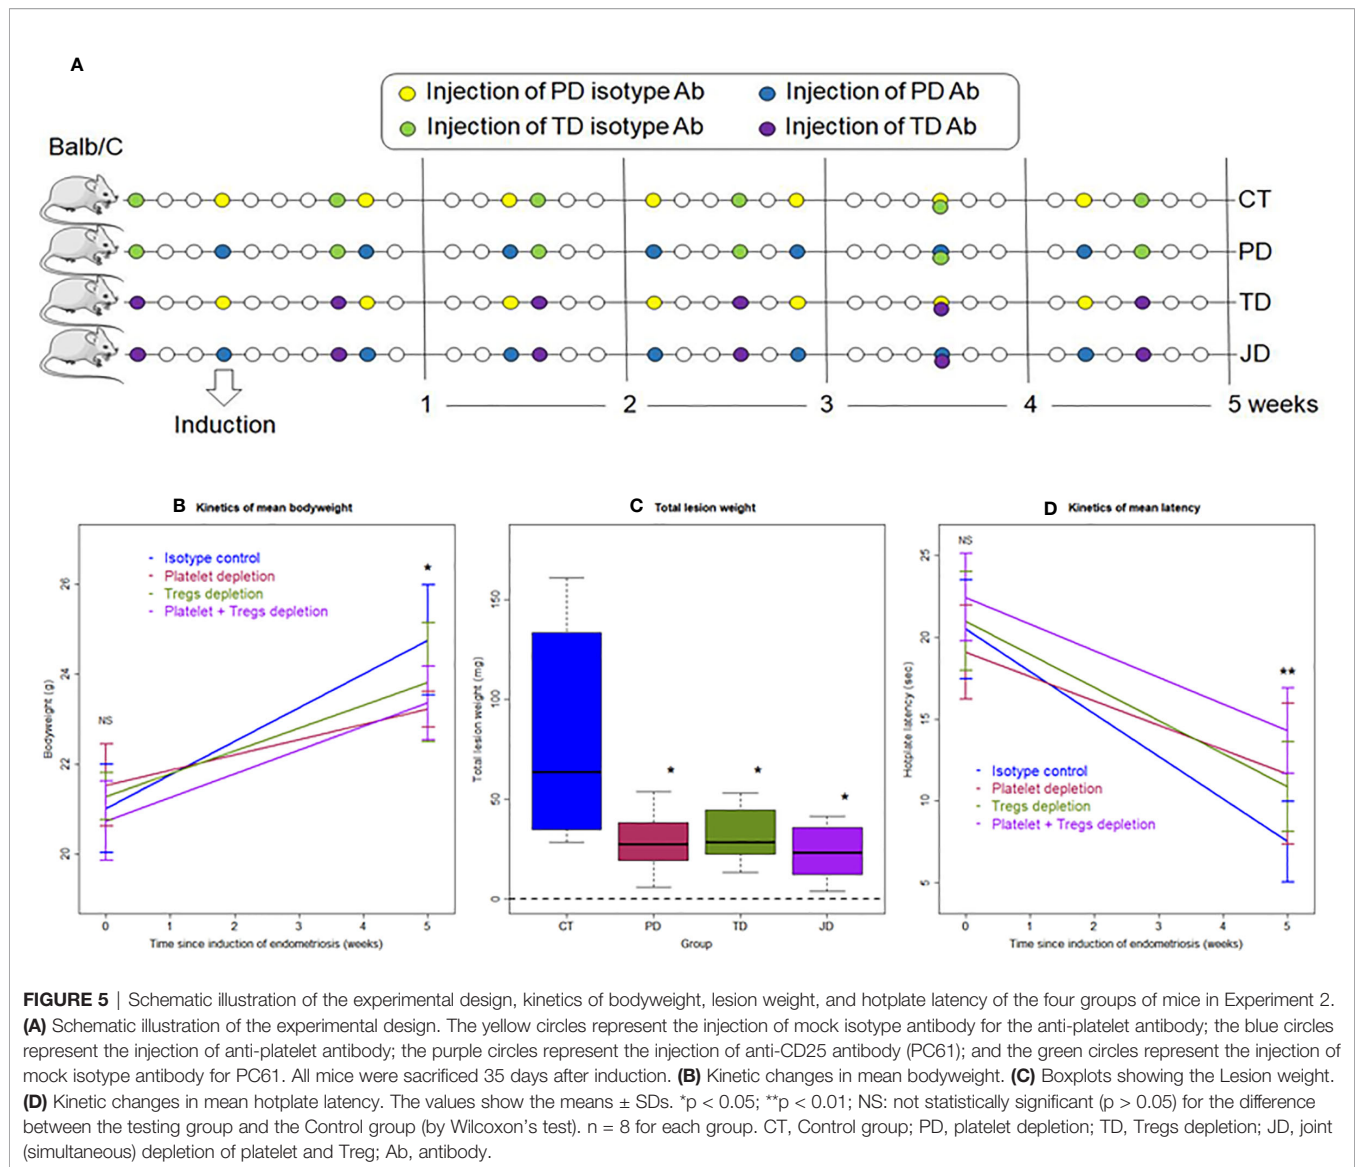 A
Injection of PD isotype Ab
Injection of PD Ab
Injection of TD isotype Ab
Injection of TD Ab
Balb/C
CT
PD
TD
JD
Induction
1
2
3
4
5 weeks
B
Kinetics of mean bodyweight
Isotype control
Platelet depletion
Tregs depletion
Platelet + Tregs depletion
NS
*
Bodyweight (g)
26
24
22
20
0 1 2 3 4 5
Time since induction of endometriosis (weeks)
C
Total lesion weight
Total lesion weight (mg)
150
100
50
0
* * *
CT PD TD JD
Group
D
Kinetics of mean latency
NS
**
Isotype control
Platelet depletion
Tregs depletion
Platelet + Tregs depletion
Hotplate latency (sec)
25
20
15
10
5
0 1 2 3 4 5
Time since induction of endometriosis (weeks)
FIGURE 5 | Schematic illustration of the experimental design, kinetics of bodyweight, lesion weight, and hotplate latency of the four groups of mice in Experiment 2.
(A) Schematic illustration of the experimental design. The yellow circles represent the injection of mock isotype antibody for the anti-platelet antibody; the blue circles
represent the injection of anti-platelet antibody; the purple circles represent the injection of anti-CD25 antibody (PC61); and the green circles represent the injection of
mock isotype antibody for PC61. All mice were sacrificed 35 days after induction. (B) Kinetic changes in mean bodyweight. (C) Boxplots showing the Lesion weight.
(D) Kinetic changes in mean hotplate latency. The values show the means ± SDs. *p < 0.05; **p < 0.01; NS: not statistically significant (p > 0.05) for the difference
between the testing group and the Control group (by Wilcoxon's test). n = 8 for each group. CT, Control group; PD, platelet depletion; TD, Tregs depletion; JD, joint
(simultaneous) depletion of platelet and Treg; Ab, antibody.